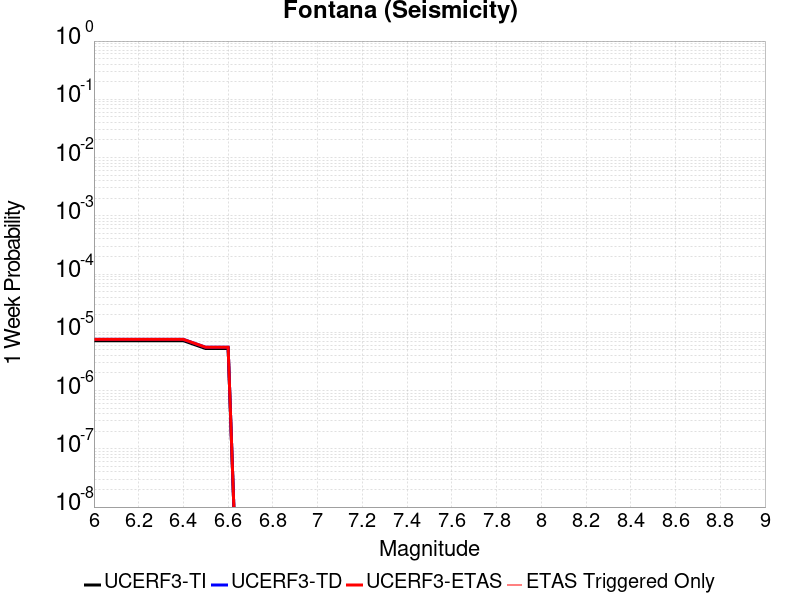 Fontana (Seismicity)
10 0
10 -1
10 -2
10 -3
10 -4
10 -5
10 -6
10 -7
10 -8
1 Week Probability
6 6.2 6.4 6.6 6.8 7 7.2 7.4 7.6 7.8 8 8.2 8.4 8.6 8.8 9
Magnitude
UCERF3-TI UCERF3-TD UCERF3-ETAS ETAS Triggered Only